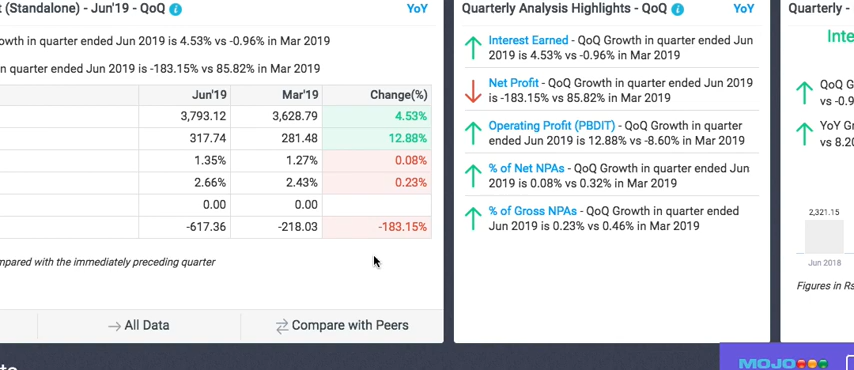 (Standalone) - Jun'19 - QoQ
YoY
owth in quarter ended Jun 2019 is 4.53% vs -0.96% in Mar 2019
n quarter ended Jun 2019 is -183.15% vs 85.82% in Mar 2019
Jun'19 Mar'19 Change(%)
3,793.12 3,628.79 4.53%
317.74 281.48 12.88%
1.35% 1.27% 0.08%
2.66% 2.43% 0.23%
0.00 0.00
-617.36 -218.03 -183.15%
mpared with the immediately preceding quarter
All Data
Compare with Peers
Quarterly Analysis Highlights - QoQ
YoY
Interest Earned - QoQ Growth in quarter ended Jun
2019 is 4.53% vs -0.96% in Mar 2019
Net Profit - QoQ Growth in quarter ended Jun 2019
is -183.15% vs 85.82% in Mar 2019
Operating Profit (PBDIT) - QoQ Growth in quarter
ended Jun 2019 is 12.88% vs -8.60% in Mar 2019
% of Net NPAs - QoQ Growth in quarter ended Jun
2019 is 0.08% vs 0.32% in Mar 2019
% of Gross NPAs - QoQ Growth in quarter ended
Jun 2019 is 0.23% vs 0.46% in Mar 2019
Quarterly -
Inte
QoQ G
vs -0.9
YoY Gr
vs 8.20
2,321.15
Jun 2018
Figures in Rs
MOJO